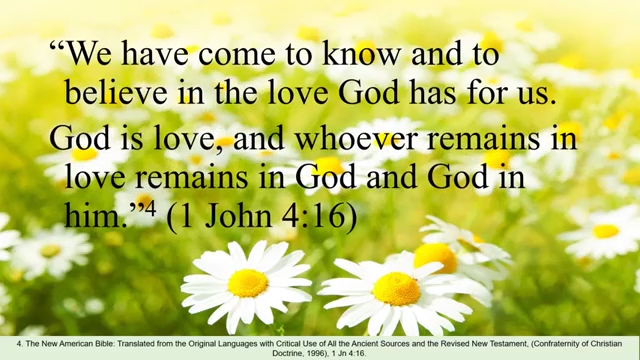 “We have come to know and to
believe in the love God has for us.
God is love, and whoever remains in
love remains in God and God in
him.”4 (1 John 4:16)
4. The New American Bible: Translated from the Original Languages with Critical Use of All the Ancient Sources and the Revised New Testament, (Confraternity of Christian
Doctrine, 1996), 1 Jn 4:16.